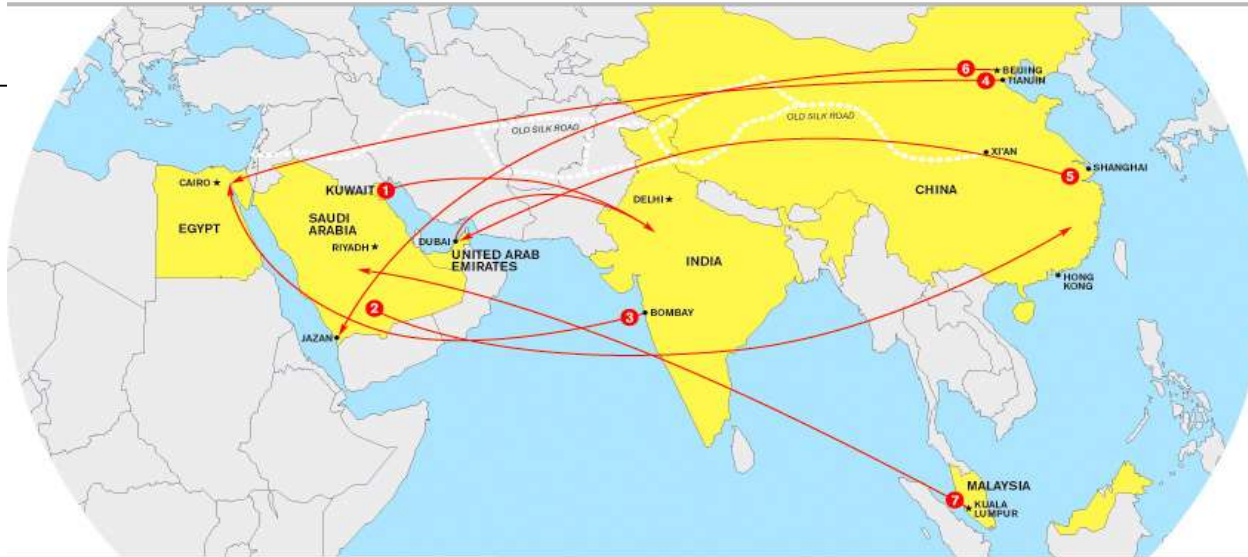 6
BEIJING
4
TIANJIN
OLD SILK ROAD
OLD SILK ROAD
XI'AN
SHANGHAI
5
CAIRO
KUWAIT
1
DELHI
CHINA
EGYPT
SAUDI
ARABIA
RIYADH
DUBAI
UNITED ARAB
EMIRATES
INDIA
HONG
KONG
2
3
BOMBAY
JAZAN
MALAYSIA
7
KUALA
LUMPUR